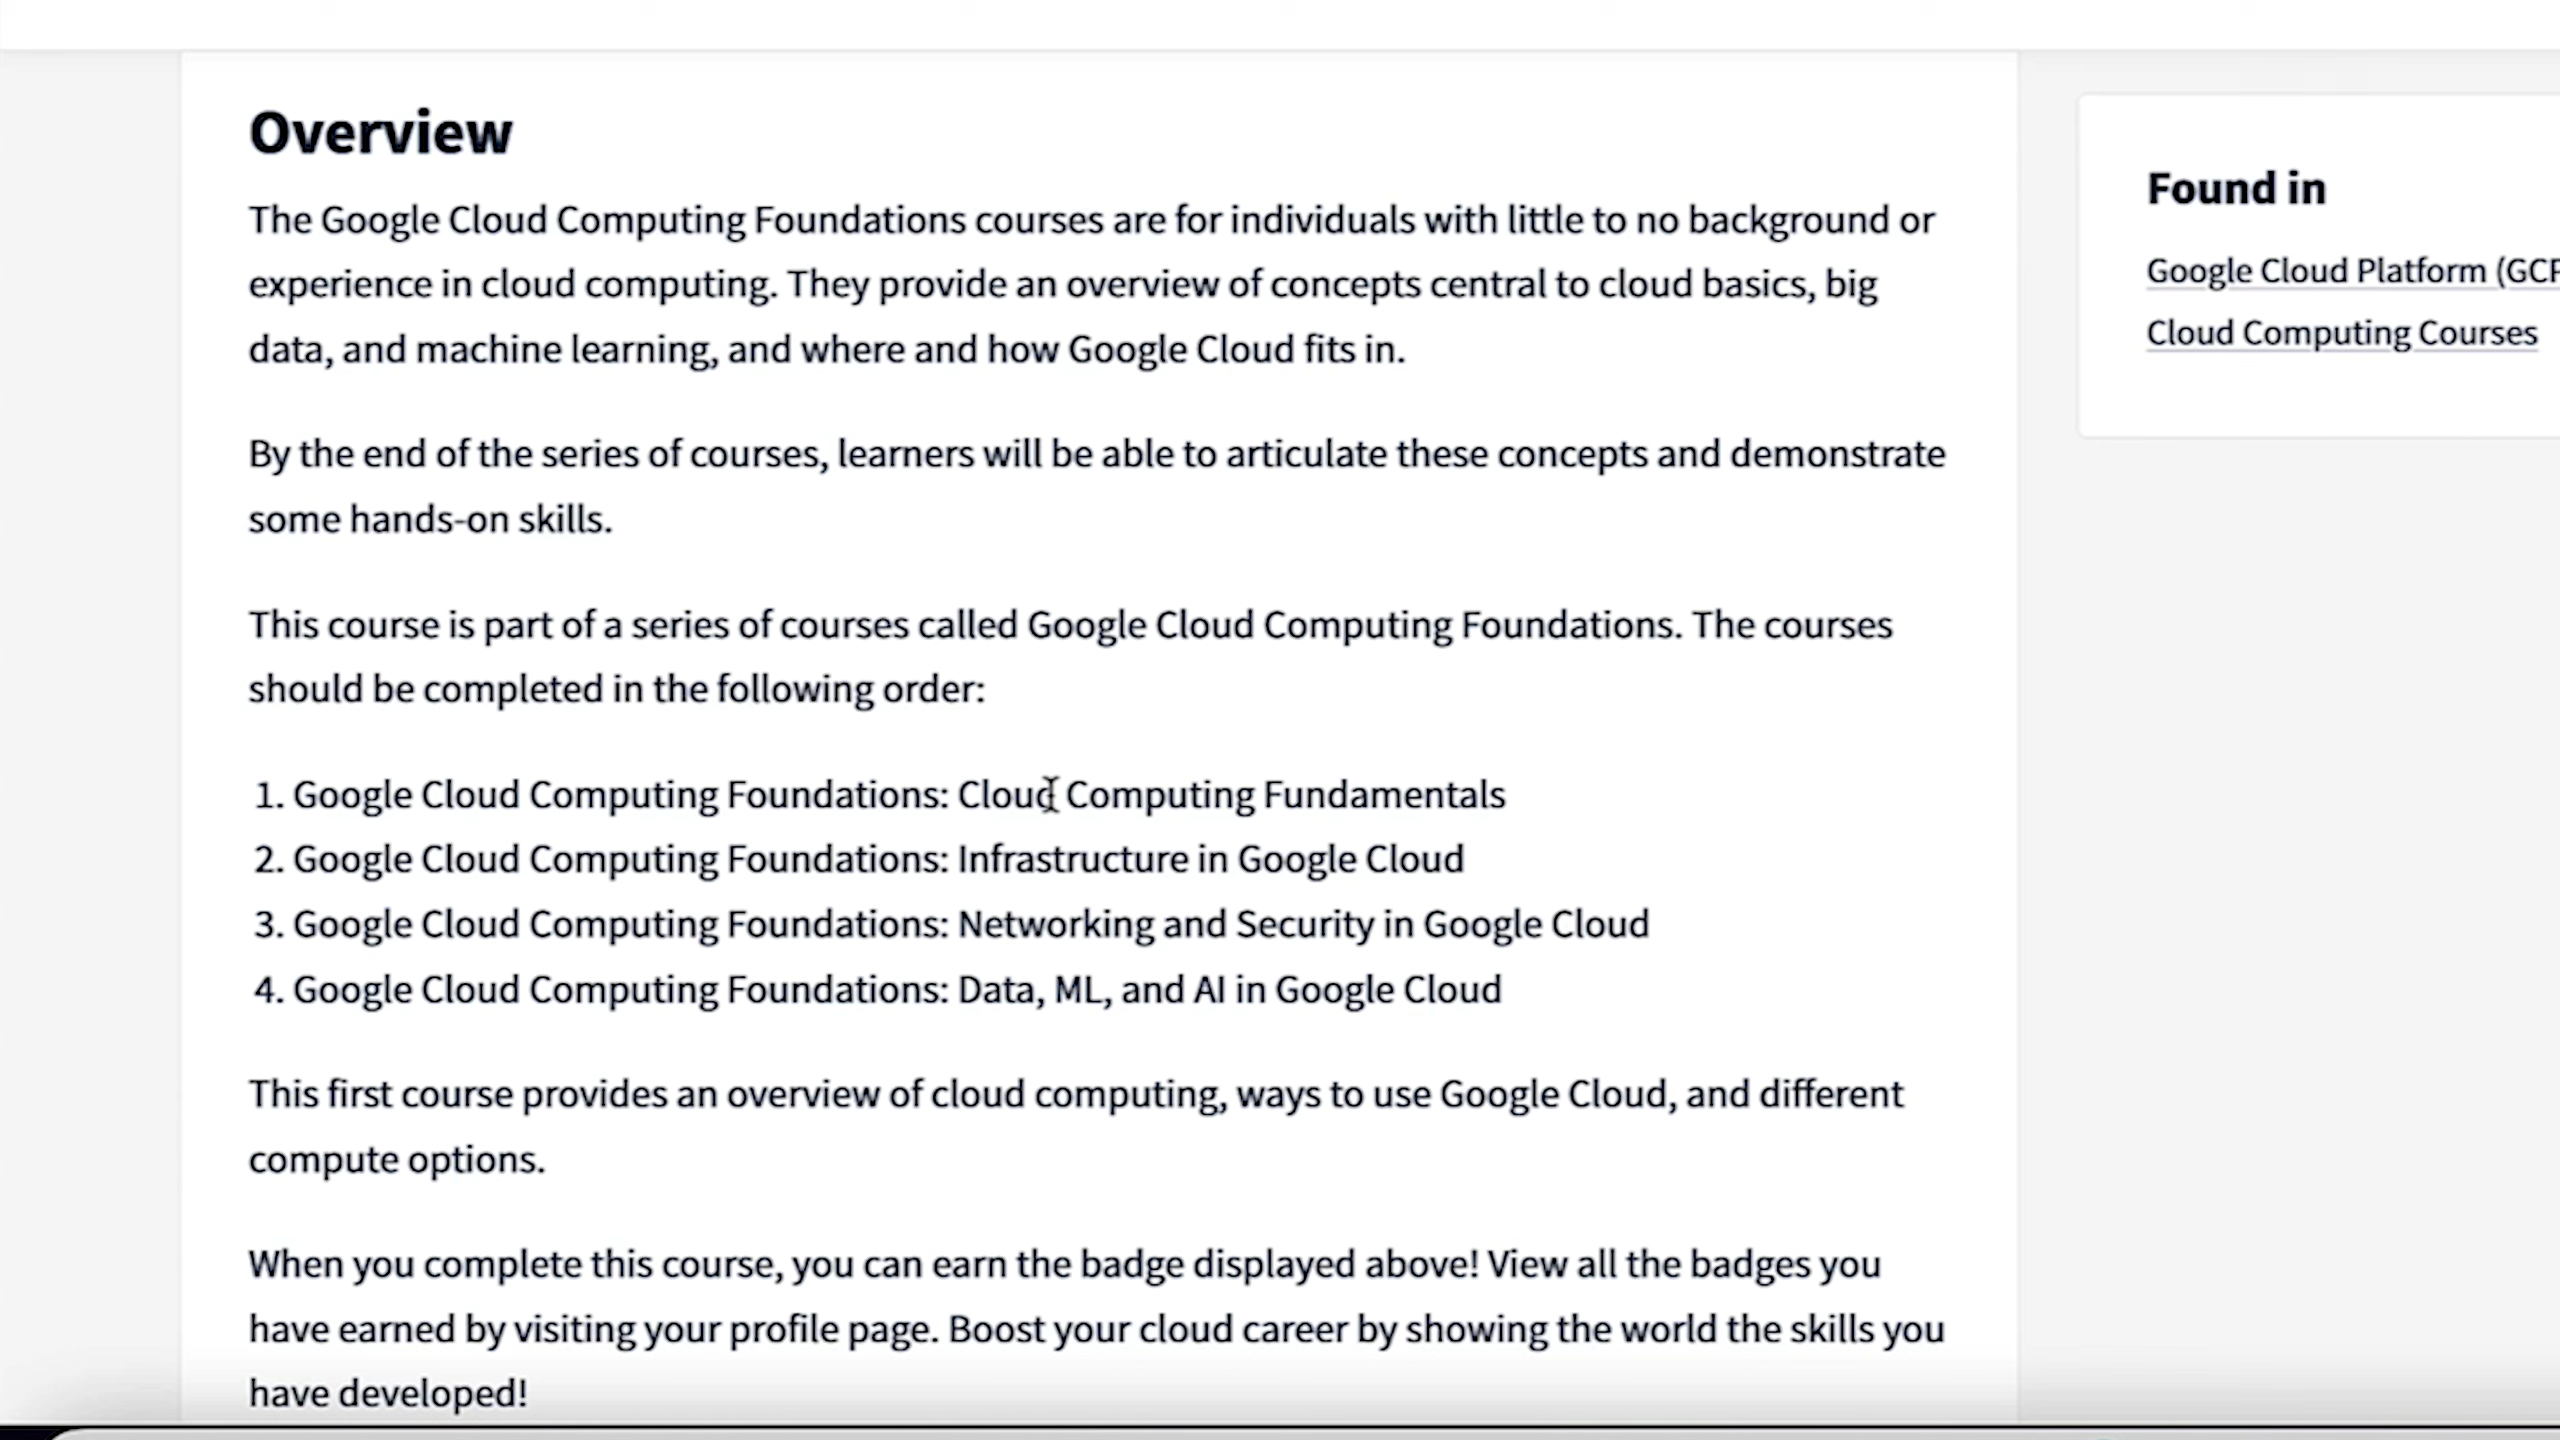 Overview
The Google Cloud Computing Foundations courses are for individuals with little to no background or
experience in cloud computing. They provide an overview of concepts central to cloud basics, big
data, and machine learning, and where and how Google Cloud fits in.
By the end of the series of courses, learners will be able to articulate these concepts and demonstrate
some hands-on skills.
This course is part of a series of courses called Google Cloud Computing Foundations. The courses
should be completed in the following order:
1. Google Cloud Computing Foundations: Cloud Computing Fundamentals
2. Google Cloud Computing Foundations: Infrastructure in Google Cloud
3. Google Cloud Computing Foundations: Networking and Security in Google Cloud
4. Google Cloud Computing Foundations: Data, ML, and AI in Google Cloud
This first course provides an overview of cloud computing, ways to use Google Cloud, and different
compute options.
When you complete this course, you can earn the badge displayed above! View all the badges you
have earned by visiting your profile page. Boost your cloud career by showing the world the skills you
have developed!
Found in
Google Cloud Platform (GCP
Cloud Computing Courses